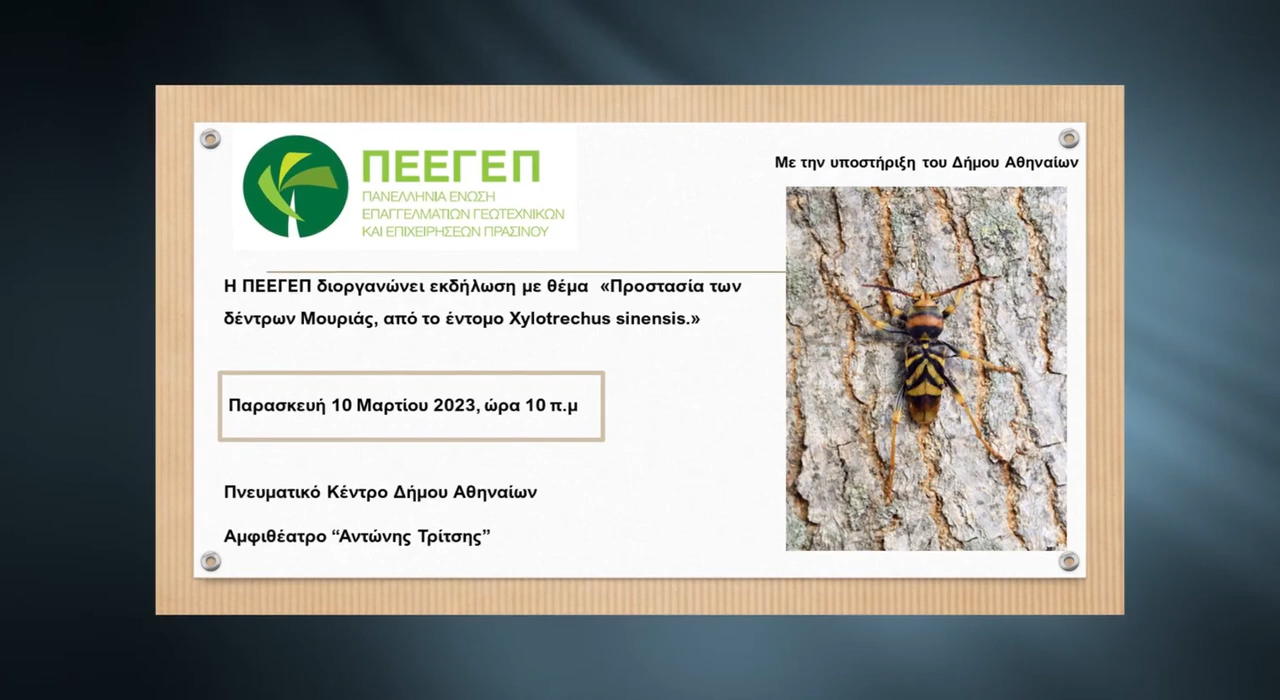 ΠΕΕΓΕΠ
ΠΑΝΕΛΛΗΝΙΑ ΕΝΩΣΗ
ΕΠΑΓΓΕΛΜΑΤΙΩΝ ΓΕΩΤΕΧΝΙΚΩΝ
ΚΑΙ ΕΠΙΧΕΙΡΗΣΕΩΝ ΠΡΑΣΙΝΟΥ
Με την υποστήριξη του Δήμου Αθηναίων
Η ΠΕΕΓΕΠ διοργανώνει εκδήλωση με θέμα «Προστασία των
δέντρων Μουριάς, από το έντομο Xylotrechus sinensis.»
Παρασκευή 10 Μαρτίου 2023, ώρα 10 π.μ
Πνευματικό Κέντρο Δήμου Αθηναίων
Αμφιθέατρο “Αντώνης Τρίτσης”